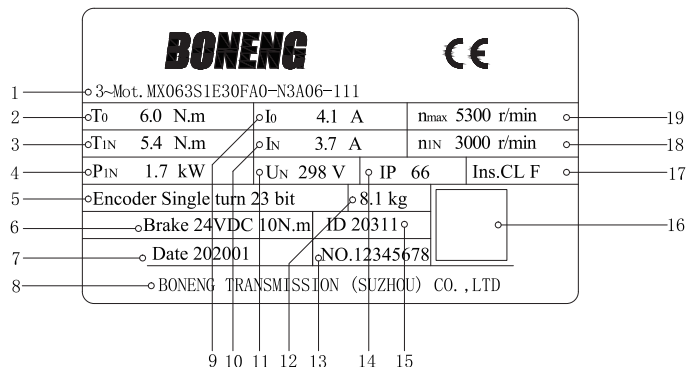 BONENG CE
1 3~Mot. MX063S1E30FA0-N3A06-111
2 T0 6.0 N.m I0 4.1 A nmax 5300 r/min 19
3 T1N 5.4 N.m IN 3.7 A n1N 3000 r/min 18
4 P1N 1.7 kW UN 298 V IP 66 Ins.CL F 17
5 Encoder Single turn 23 bit 8.1 kg
6 Brake 24VDC 10N.m ID 20311 16
7 Date 202001 NO.12345678
8 BONENG TRANSMISSION (SUZHOU) CO.,LTD
9 10 11 12 13 14 15